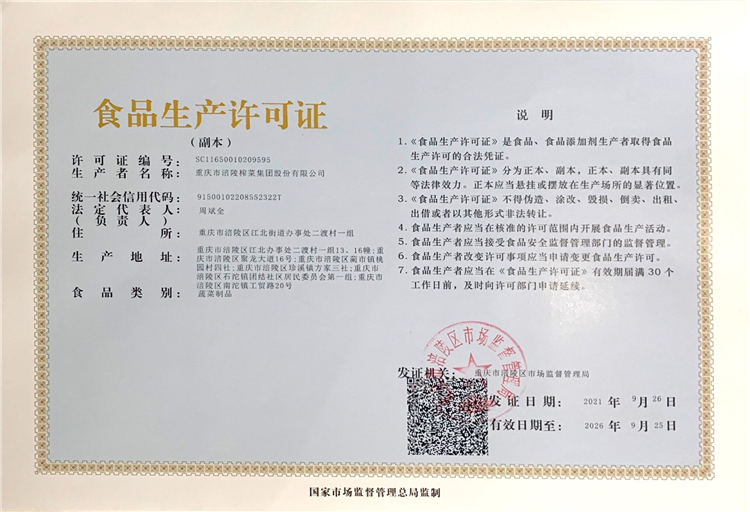 食品生产许可证
（副本）
许可证编号：SC11650010209595
生产者名称：重庆市涪陵榨菜集团股份有限公司
统一社会信用代码：91500102208552322T
法定代表人：周斌全
（负责人）
住所：重庆市涪陵区江北街道办事处二渡村一组
生产地址：重庆市涪陵区江北办事处二渡村一组13、16幢;重
庆市涪陵区聚龙大道16号;重庆市涪陵区蔺市镇桃
园村四社;重庆市涪陵区珍溪镇方家三社;重庆市涪
陵区石沱镇团结社区居民委员会第一组;重庆市
涪陵区南沱镇工贸路20号
食品类别：蔬菜制品
说明
1.《食品生产许可证》是食品、食品添加剂生产者取得食品
生产许可的合法凭证。
2.《食品生产许可证》分为正本、副本，正本、副本具有同
等法律效力。正本应当悬挂或摆放在生产场所的显著位置。
3.《食品生产许可证》不得伪造、涂改、毁损、倒卖、出租、
出借或者以其他形式非法转让。
4.食品生产者应当在核准的许可范围内开展食品生产活动。
5.食品生产者应当接受食品安全监督管理部门的监督管理。
6.食品生产者改变许可事项应当申请变更食品生产许可。
7.食品生产者应当在《食品生产许可证》有效期届满30个
工作日前，及时向许可部门申请延续。
发证机关：重庆市涪陵区市场监督管理局
发证日期：2021年9月26日
有效日期至：2026年9月25日
国家市场监督管理总局监制